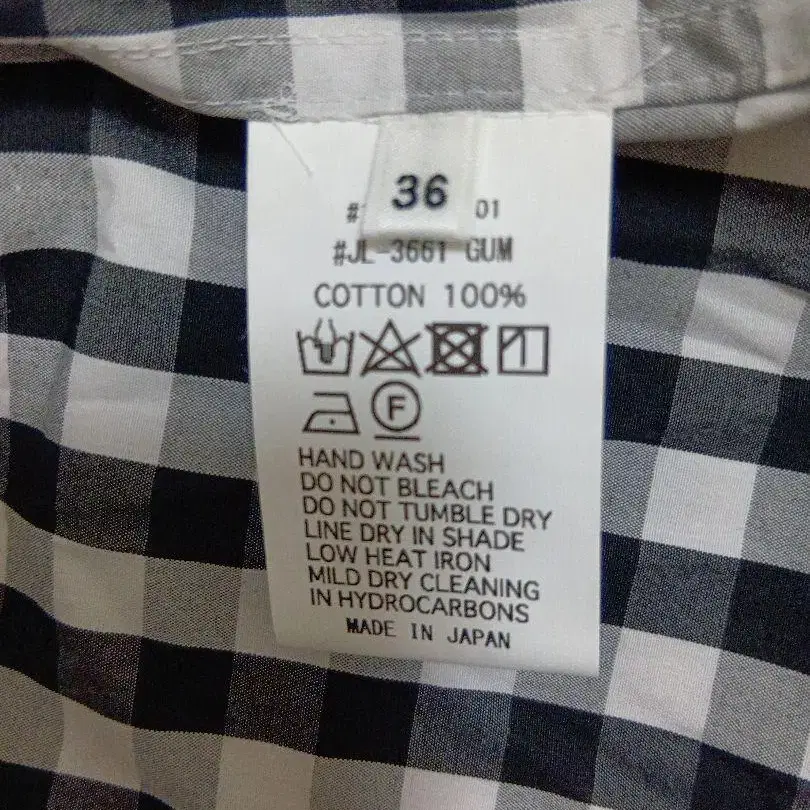 36
# 01
#JL-3661 GUM
COTTON 100%
F
HAND WASH
DO NOT BLEACH
DO NOT TUMBLE DRY
LINE DRY IN SHADE
LOW HEAT IRON
MILD DRY CLEANING
IN HYDROCARBONS
MADE IN JAPAN